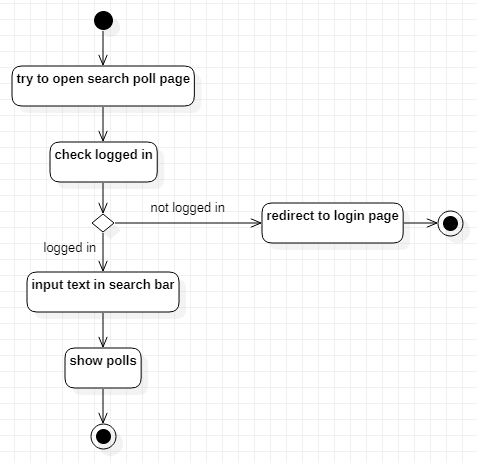 try to open search poll page
check logged in
not logged in
redirect to login page
logged in
input text in search bar
show polls